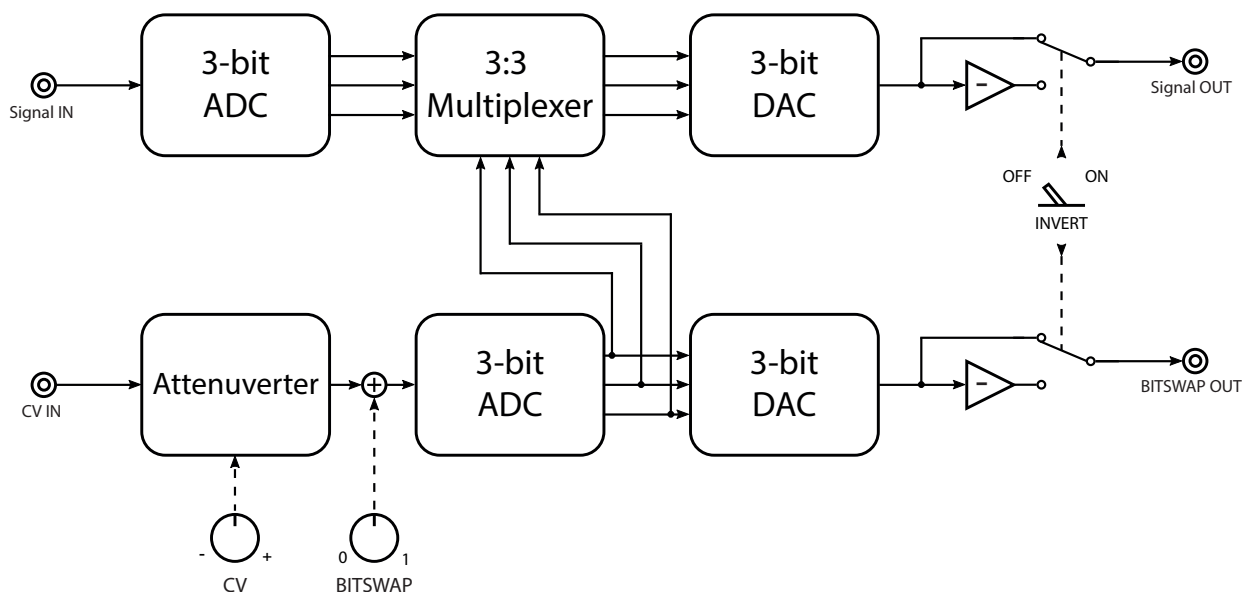 3-bit
ADC
3:3
Multiplexer
3-bit
DAC
-
Signal IN
Signal OUT
OFF
ON
INVERT
Attenuverter
+
3-bit
ADC
3-bit
DAC
-
CV IN
BITSWAP OUT
- +
CV
0 1
BITSWAP